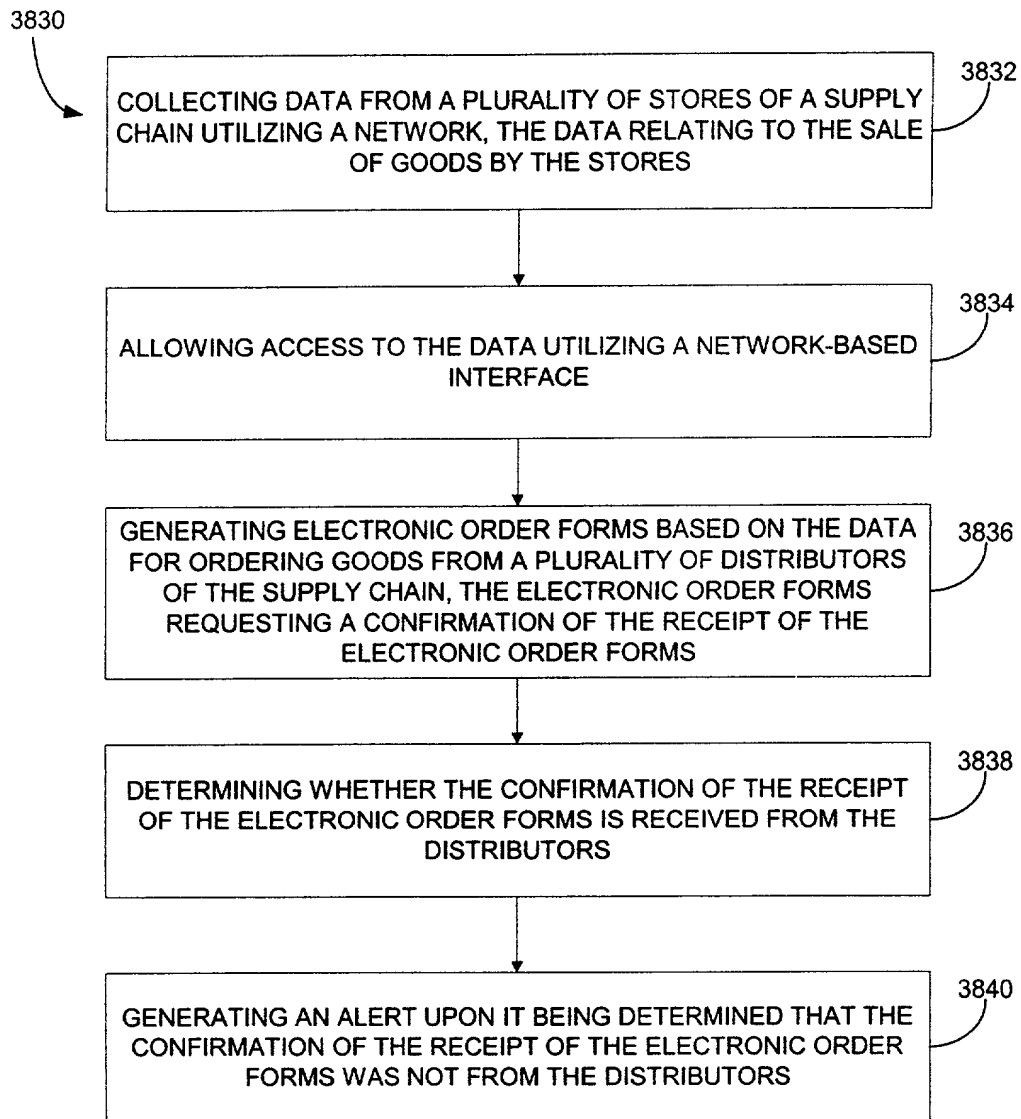 3830
3832
COLLECTING DATA FROM A PLURALITY OF STORES OF A SUPPLY
CHAIN UTILIZING A NETWORK, THE DATA RELATING TO THE SALE
OF GOODS BY THE STORES
3834
ALLOWING ACCESS TO THE DATA UTILIZING A NETWORK-BASED
INTERFACE
3836
GENERATING ELECTRONIC ORDER FORMS BASED ON THE DATA
FOR ORDERING GOODS FROM A PLURALITY OF DISTRIBUTORS
OF THE SUPPLY CHAIN, THE ELECTRONIC ORDER FORMS
REQUESTING A CONFIRMATION OF THE RECEIPT OF THE
ELECTRONIC ORDER FORMS
3838
DETERMINING WHETHER THE CONFIRMATION OF THE RECEIPT
OF THE ELECTRONIC ORDER FORMS IS RECEIVED FROM THE
DISTRIBUTORS
3840
GENERATING AN ALERT UPON IT BEING DETERMINED THAT THE
CONFIRMATION OF THE RECEIPT OF THE ELECTRONIC ORDER
FORMS WAS NOT FROM THE DISTRIBUTORS